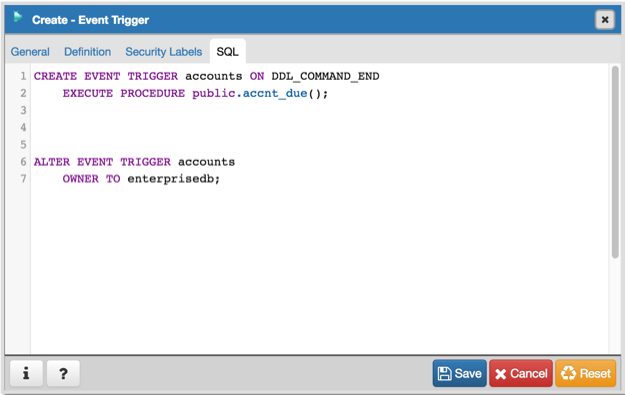 Create - Event Trigger
General Definition Security Labels SQL
1 CREATE EVENT TRIGGER accounts ON DDL_COMMAND_END
2 EXECUTE PROCEDURE public.accnt_due();
3
4
5
6 ALTER EVENT TRIGGER accounts
7 OWNER TO enterprisedb;
i ? Save Cancel Reset